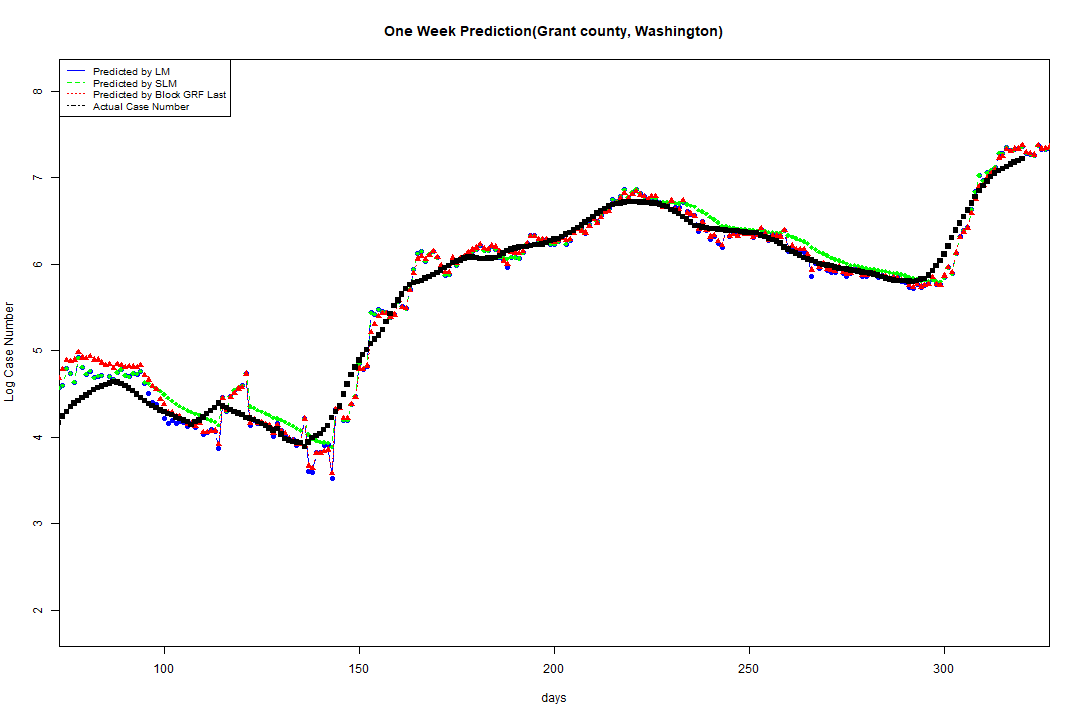 One Week Prediction(Grant county, Washington)
Predicted by LM
Predicted by SLM
Predicted by Block GRF Last
Actual Case Number
8
7
6
5
4
3
2
Log Case Number
100 150 200 250 300
days